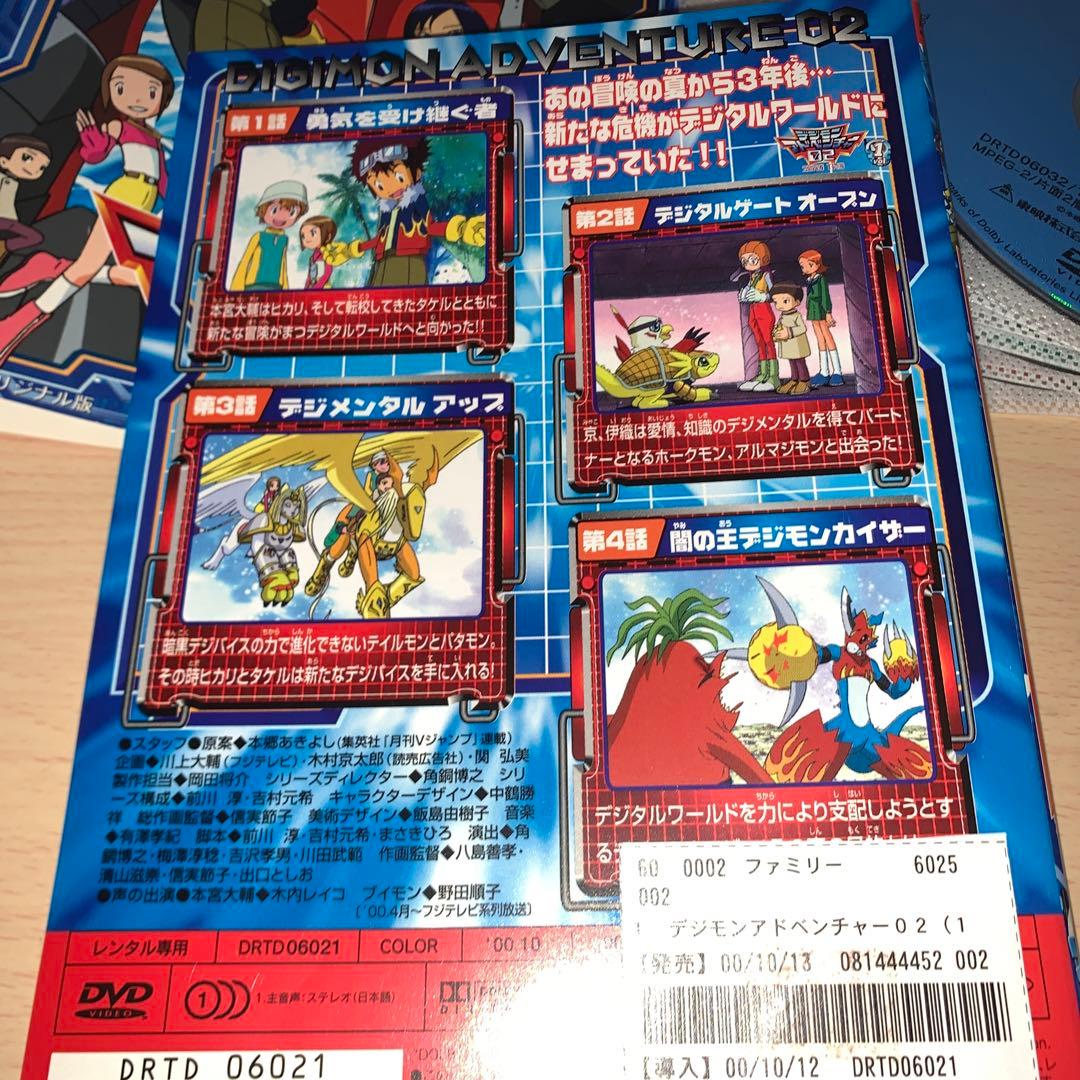 DIGIMON ADVENTURE 02
あの冒険の夏から3年後…
新たな危機がデジタルワールドに
せまっていた!!
第1話 勇気を受け継ぐ者
本宮大輔はヒカリ、そして転校してきたタケルとともに
新たな冒険がまつデジタルワールドへと向かった!!
第2話 デジタルゲート オープン
京、伊織は愛情、知識のデジメンタルを得てパート
ナーとなるホークモン、アルマジモンと出会った!
第3話 デジメンタル アップ
暗黒デジバイスの力で進化できないテイルモンとパタモン。
その時ヒカリとタケルは新たなデジバイスを手に入れる!
第4話 闇の王デジモンカイザー
デジタルワールドを力により支配しようとす
る
●スタッフ●原案◆本郷あきよし(集英社「月刊Vジャンプ」連載)
企画◆川上大輔(フジテレビ)・木村京太郎(読売広告社)・関 弘美
製作担当◆岡田将介 シリーズディレクター◆角銅博之 シリ
ーズ構成◆前川 淳・吉村元希 キャラクターデザイン◆中鶴勝
祥 総作画監督◆信実節子 美術デザイン◆飯島由樹子 音楽
◆有澤孝紀 脚本◆前川 淳・吉村元希・まさきひろ 演出◆角
銅博之・梅澤淳稔・吉沢孝男・川田武範 作画監督◆八島善孝・
清山滋崇・信実節子・出口としお
●声の出演●本宮大輔◆木内レイコ ブイモン◆野田順子
('00.4月〜フジテレビ系列放送)
レンタル専用 DRTD06021 COLOR '00.10
DVD
VIDEO
1.主音声:ステレオ(日本語)
DRTD 06021
60 0002 ファミリー 6025
002
デジモンアドベンチャー02(1
【発売】 00/10/13 081444452 002
【導入】 00/10/12 DRTD06021
リジナル版
DRTD06032/
MPEG-2/片面2